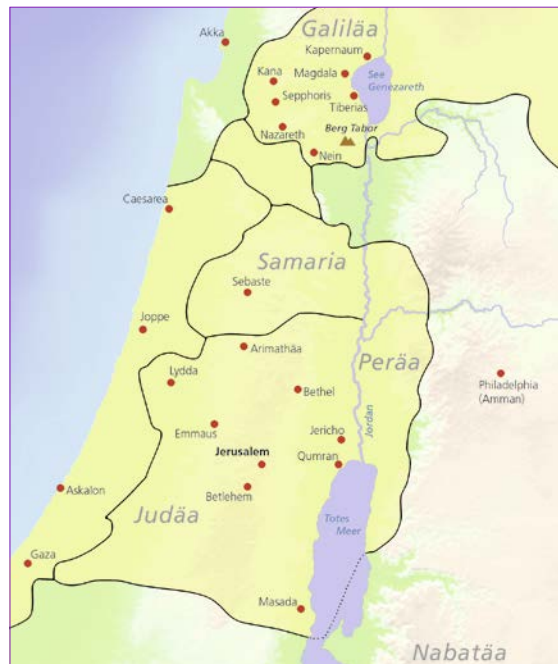 Galiläa
Akka
Kapernaum
Kana
Magdala
See
Genezareth
Sepphoris
Tiberias
Nazareth
Berg Tabor
Nein
Caesarea
Samaria
Sebaste
Joppe
Arimathäa
Peräa
Lydda
Bethel
Philadelphia
(Amman)
Emmaus
Jordan
Jericho
Jerusalem
Qumran
Betlehem
Askalon
Judäa
Totes
Meer
Gaza
Masada
Nabatäa